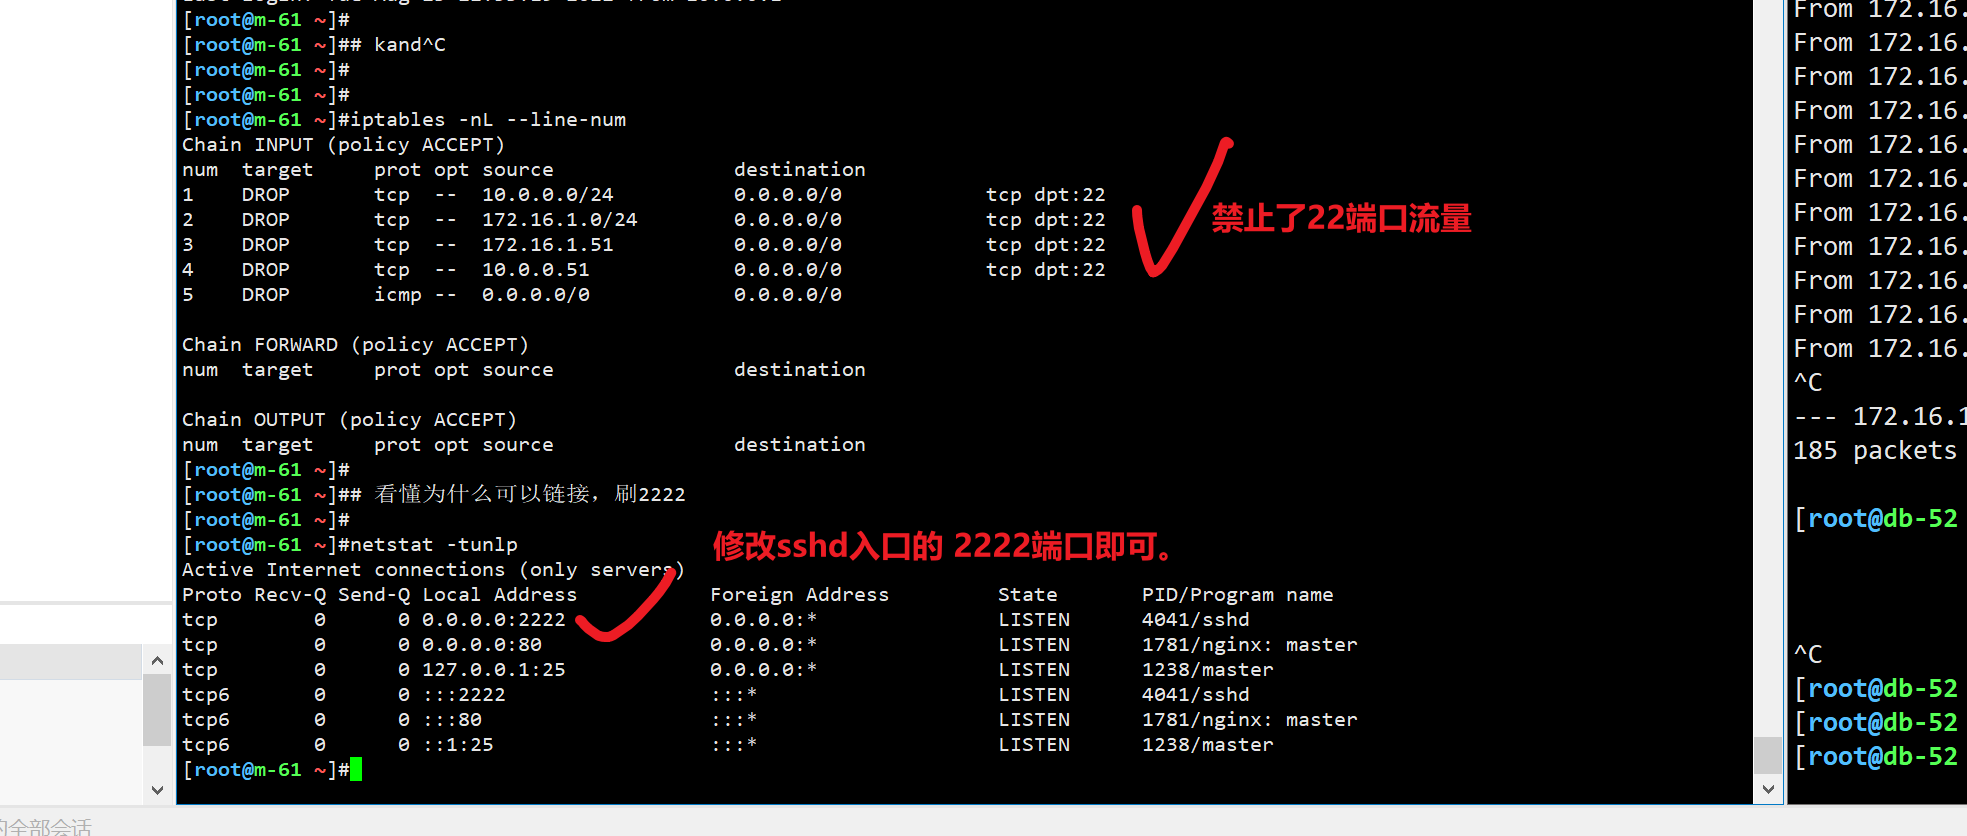 [root@m-61 ~]#
[root@m-61 ~]## kand^C
[root@m-61 ~]#
[root@m-61 ~]#
[root@m-61 ~]#iptables -nL --line-num
Chain INPUT (policy ACCEPT)
num  target     prot opt source               destination
1    DROP       tcp  --  10.0.0.0/24          0.0.0.0/0            tcp dpt:22
2    DROP       tcp  --  172.16.1.0/24        0.0.0.0/0            tcp dpt:22
3    DROP       tcp  --  172.16.1.51          0.0.0.0/0            tcp dpt:22
4    DROP       tcp  --  10.0.0.51            0.0.0.0/0            tcp dpt:22
5    DROP       icmp --  0.0.0.0/0            0.0.0.0/0
禁止了22端口流量
Chain FORWARD (policy ACCEPT)
num  target     prot opt source               destination
Chain OUTPUT (policy ACCEPT)
num  target     prot opt source               destination
[root@m-61 ~]#
[root@m-61 ~]## 看懂为什么可以链接，刷2222
[root@m-61 ~]#
[root@m-61 ~]#netstat -tunlp
修改sshd入口的 2222端口即可。
Active Internet connections (only servers)
Proto Recv-Q Send-Q Local Address           Foreign Address         State       PID/Program name
tcp        0      0 0.0.0.0:2222            0.0.0.0:*               LISTEN      4041/sshd
tcp        0      0 0.0.0.0:80              0.0.0.0:*               LISTEN      1781/nginx: master
tcp        0      0 127.0.0.1:25            0.0.0.0:*               LISTEN      1238/master
tcp6       0      0 :::2222                 :::*                    LISTEN      4041/sshd
tcp6       0      0 :::80                   :::*                    LISTEN      1781/nginx: master
tcp6       0      0 ::1:25                  :::*                    LISTEN      1238/master
[root@m-61 ~]#
From 172.16.
From 172.16.
From 172.16.
From 172.16.
From 172.16.
From 172.16.
From 172.16.
From 172.16.
From 172.16.
From 172.16.
From 172.16.
^C
--- 172.16.1
185 packets
[root@db-52
^C
[root@db-52
[root@db-52
[root@db-52
的全部会话